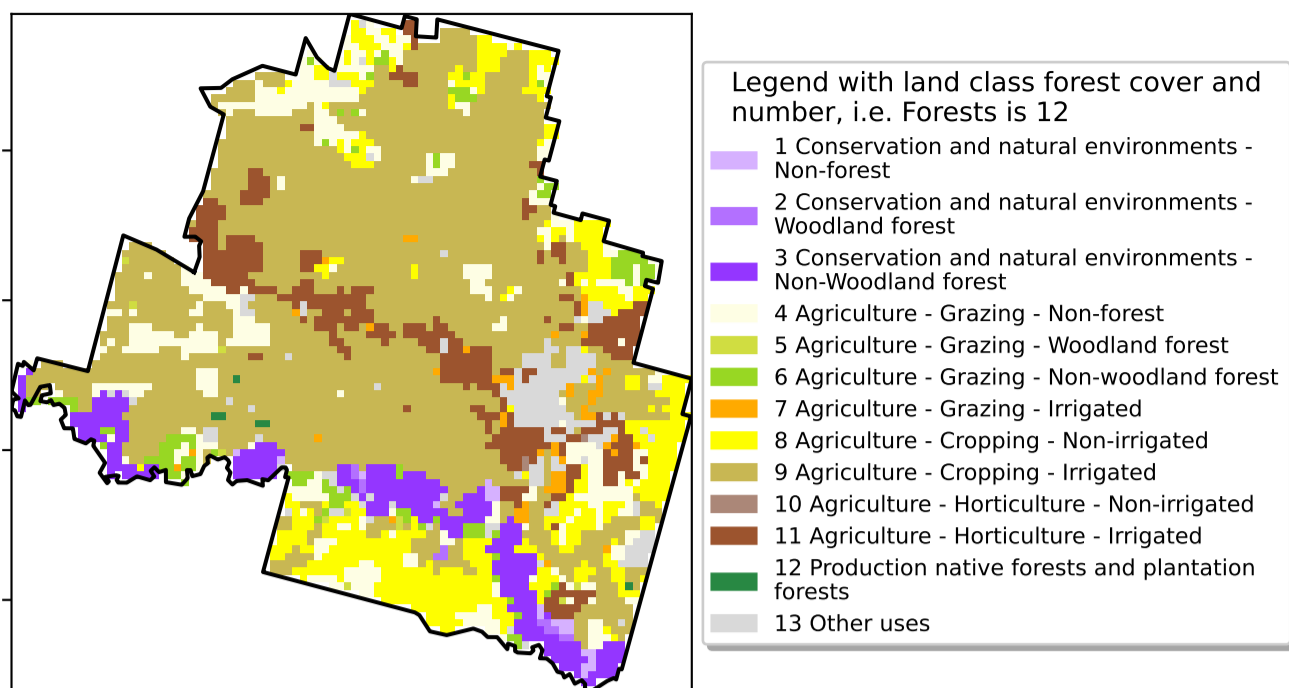 Legend with land class forest cover and
number, i.e. Forests is 12
1 Conservation and natural environments -
Non-forest
2 Conservation and natural environments -
Woodland forest
3 Conservation and natural environments -
Non-Woodland forest
4 Agriculture - Grazing - Non-forest
5 Agriculture - Grazing - Woodland forest
6 Agriculture - Grazing - Non-woodland forest
7 Agriculture - Grazing - Irrigated
8 Agriculture - Cropping - Non-irrigated
9 Agriculture - Cropping - Irrigated
10 Agriculture - Horticulture - Non-irrigated
11 Agriculture - Horticulture - Irrigated
12 Production native forests and plantation
forests
13 Other uses